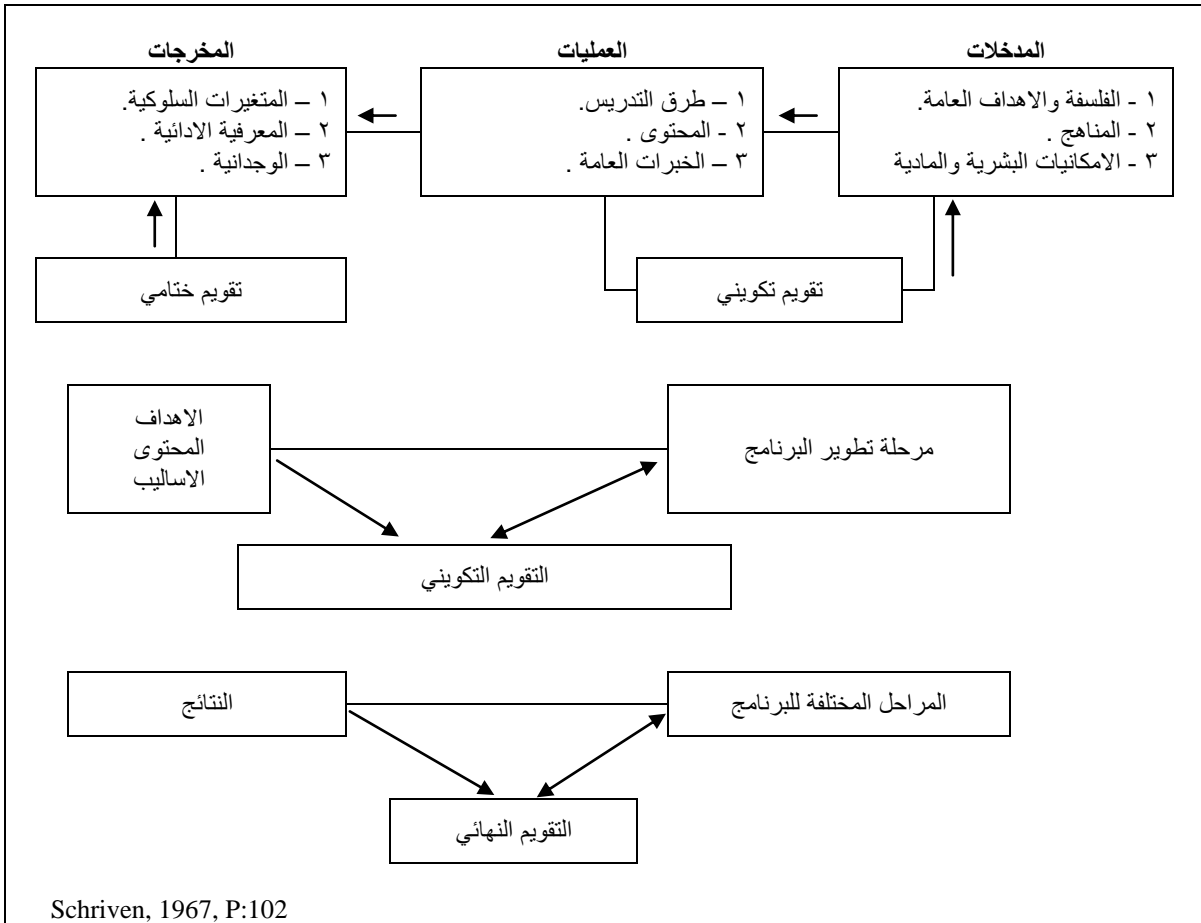 المدخلات
١ - الفلسفة والاهداف العامة.
٢ - المناهج .
٣ - الامكانيات البشرية والمادية
العمليات
١ – طرق التدريس.
٢ - المحتوى .
٣ – الخبرات العامة .
المخرجات
١ – المتغيرات السلوكية.
٢ – المعرفية الادائية .
٣ – الوجدانية .
تقويم تكويني
تقويم ختامي
مرحلة تطوير البرنامج
الاهداف
المحتوى
الاساليب
التقويم التكويني
المراحل المختلفة للبرنامج
النتائج
التقويم النهائي
Schriven, 1967, P:102